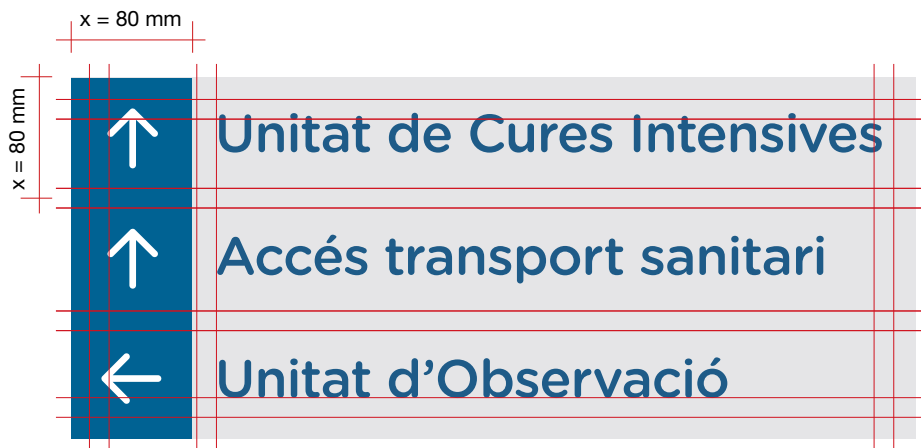 x = 80 mm
x = 80 mm
Unitat de Cures Intensives
Accés transport sanitari
Unitat d’Observació